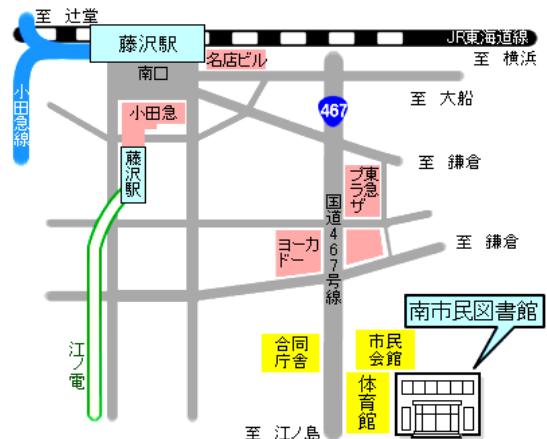 至 辻堂
藤沢駅
JR東海道線
南口
名店ビル
至 横浜
小田急線
至 大船
小田急
467
藤沢駅
至 鎌倉
東急
プラザ
国道467号線
ヨーカ
ドー
至 鎌倉
南市民図書館
江ノ電
合同
庁舎
市民
会館
体育館
至 江ノ島